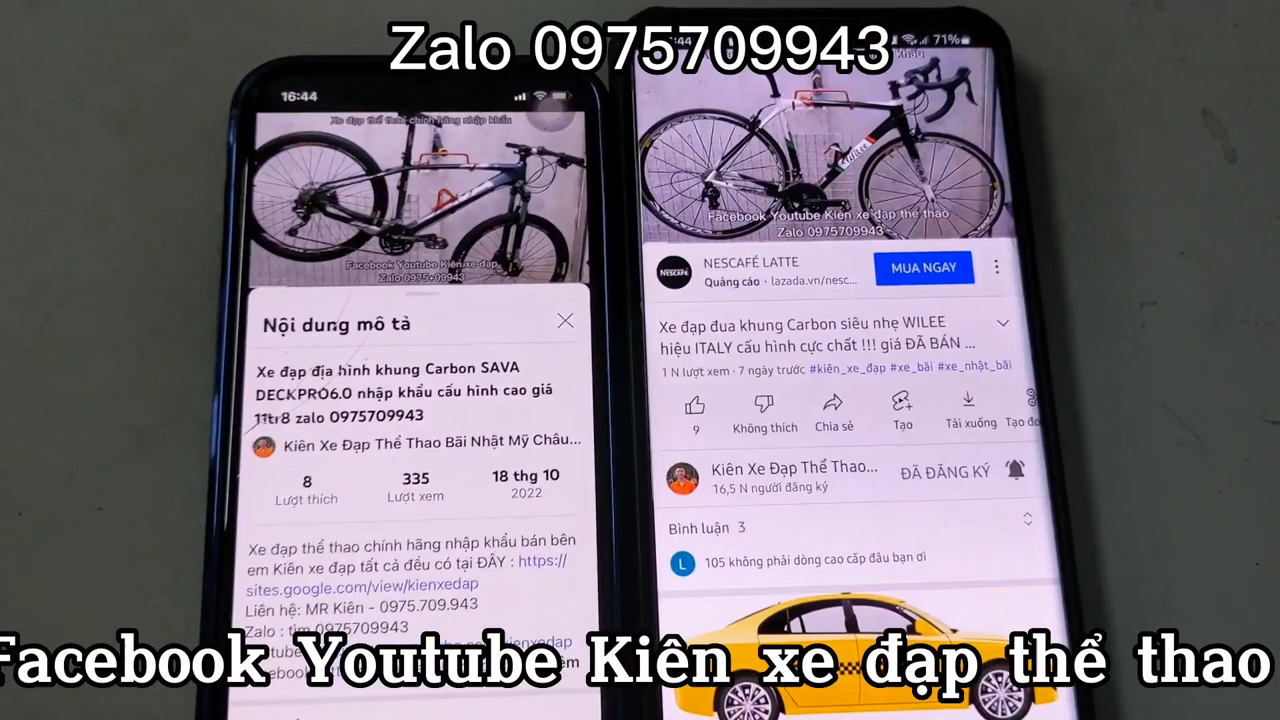 Zalo 0975709943
16:44
Xe đạp thể thao chính hãng nhập khẩu
Facebook Youtube Kiên xe đạp
Nội dung mô tả
Xe đạp địa hình khung Carbon SAVA
DECKPRO6.0 nhập khẩu cấu hình cao giá
11tr8 zalo 0975709943
Kiên Xe Đạp Thể Thao Bãi Nhật Mỹ Châu...
8
335
18 thg 10
Lượt thích
Lượt xem
2022
Xe đạp thể thao chính hãng nhập khẩu bán bên
em Kiên xe đạp tất cả đều có tại ĐÂY : https://
sites.google.com/view/kienxedap
Liên hệ: MR Kiên - 0975.709.943
Zalo : tìm 0975709943
71%
Facebook Youtube Kiên xe đạp thể thao
Zalo 0975709943
NESCAFÉ
NESCAFÉ LATTE
Quảng cáo · lazada.vn/nesc...
MUA NGAY
Xe đạp đua khung Carbon siêu nhẹ WILEE
hiệu ITALY cấu hình cực chất !!! giá ĐÃ BÁN ...
1 N lượt xem · 7 ngày trước #kiên_xe_đạp #xe_bãi #xe_nhật_bãi
9
Không thích
Chia sẻ
Tạo
Tải xuống
Tạo đo
Kiên Xe Đạp Thể Thao...
16,5 N người đăng ký
ĐÃ ĐĂNG KÝ
Bình luận 3
L
105 không phải dòng cao cấp đâu bạn ơi
Facebook Youtube Kiên xe đạp thể thao